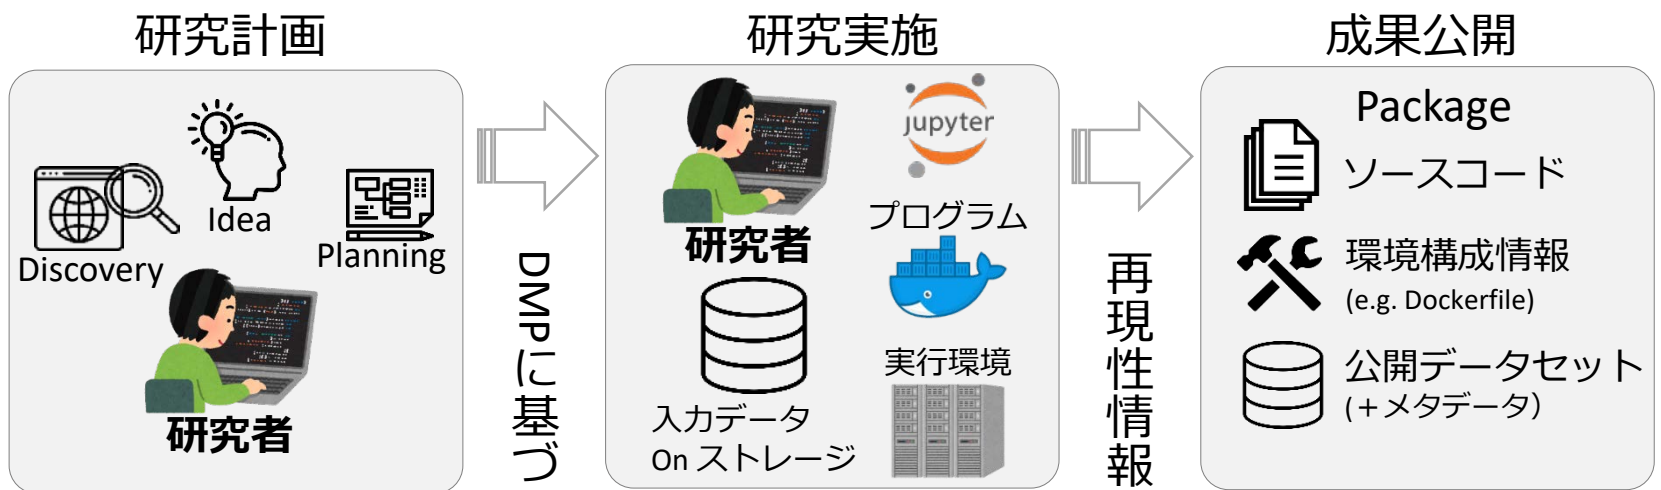 研究計画
Idea
Discovery
Planning
研究者
DMPに基づ
研究実施
jupyter
プログラム
研究者
実行環境
入力データ
On ストレージ
再現性情報
成果公開
Package
ソースコード
環境構成情報
(e.g. Dockerfile)
公開データセット
(＋メタデータ）